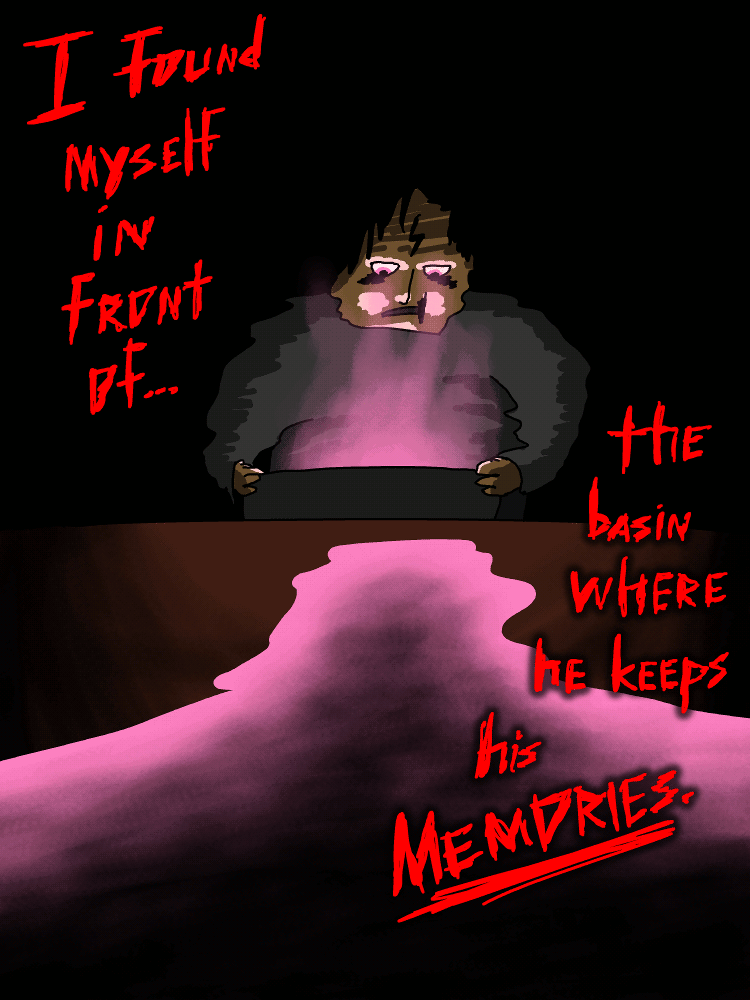 I Found
Myself
in
Front
of...
the
basin
where
he keeps
his
Memories.